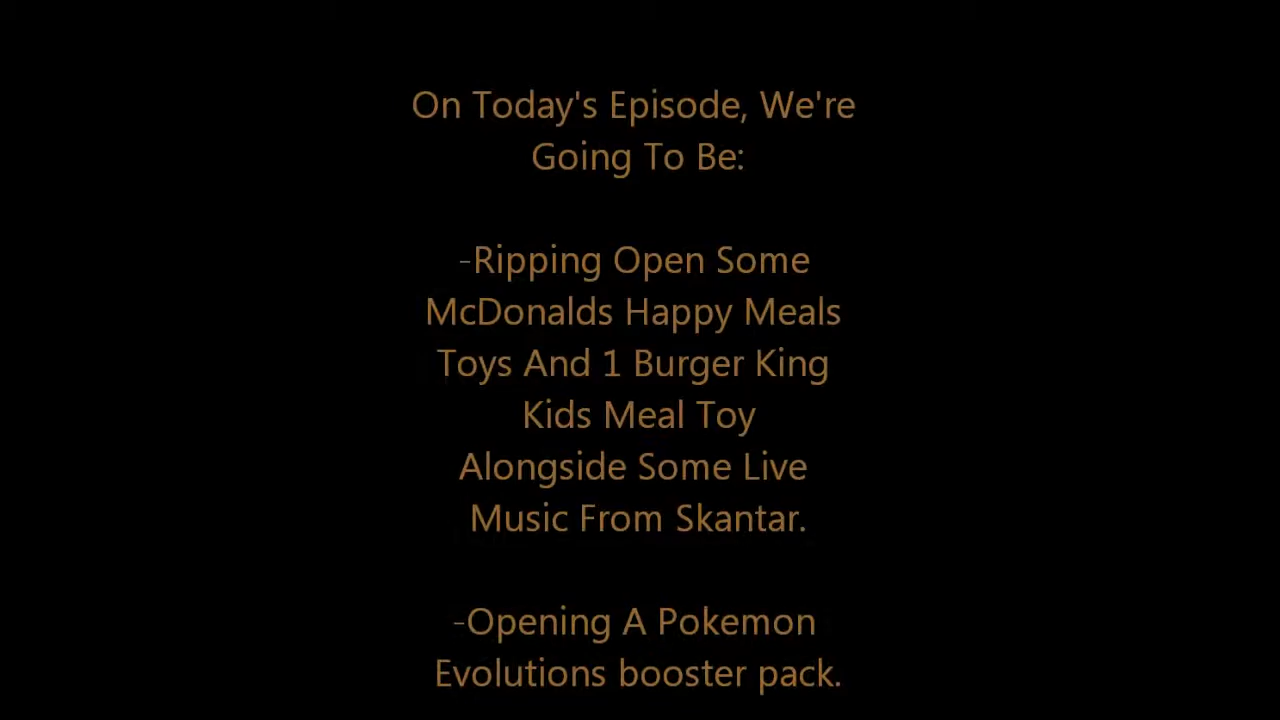 On Today's Episode, We're
Going To Be:
-Ripping Open Some
McDonalds Happy Meals
Toys And 1 Burger King
Kids Meal Toy
Alongside Some Live
Music From Skantar.
-Opening A Pokemon
Evolutions booster pack.